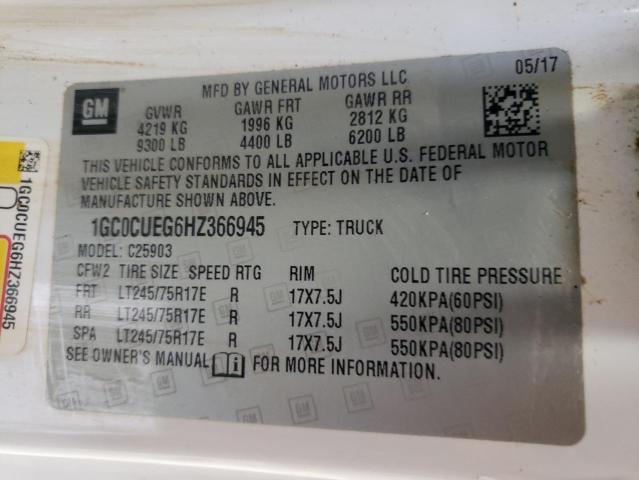 GM
MFD BY GENERAL MOTORS LLC
05/17
GVWR GAWR FRT GAWR RR
4219 KG 1996 KG 2812 KG
9300 LB 4400 LB 6200 LB
THIS VEHICLE CONFORMS TO ALL APPLICABLE U.S. FEDERAL MOTOR
VEHICLE SAFETY STANDARDS IN EFFECT ON THE DATE OF
MANUFACTURE SHOWN ABOVE.
1GC0CUEG6HZ366945 TYPE: TRUCK
MODEL: C25903
CFW2 TIRE SIZE SPEED RTG RIM COLD TIRE PRESSURE
FRT LT245/75R17E R 17X7.5J 420KPA(60PSI)
RR LT245/75R17E R 17X7.5J 550KPA(80PSI)
SPA LT245/75R17E R 17X7.5J 550KPA(80PSI)
SEE OWNER'S MANUAL i FOR MORE INFORMATION.
1GC0CUEG6HZ366945